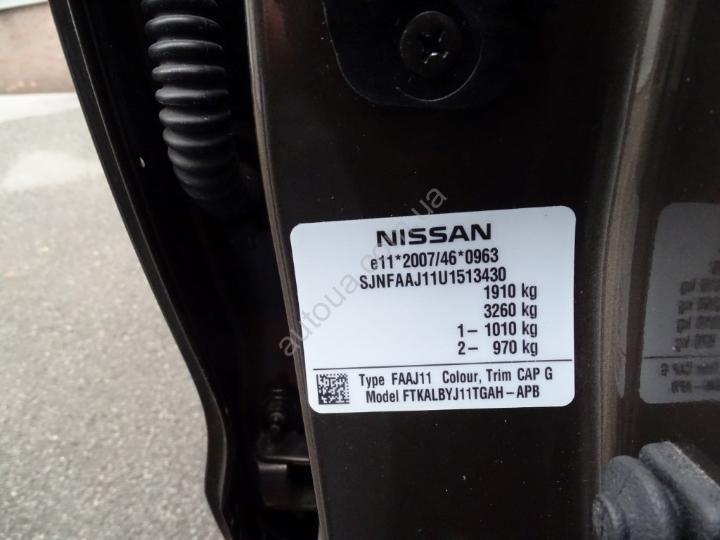 NISSAN
e11*2007/46*0963
SJNFAAJ11U1513430
1910 kg
3260 kg
1- 1010 kg
2- 970 kg
Type FAAJ11 Colour, Trim CAP G
Model FTKALBYJ11TGAH-APB
autoua.com.ua